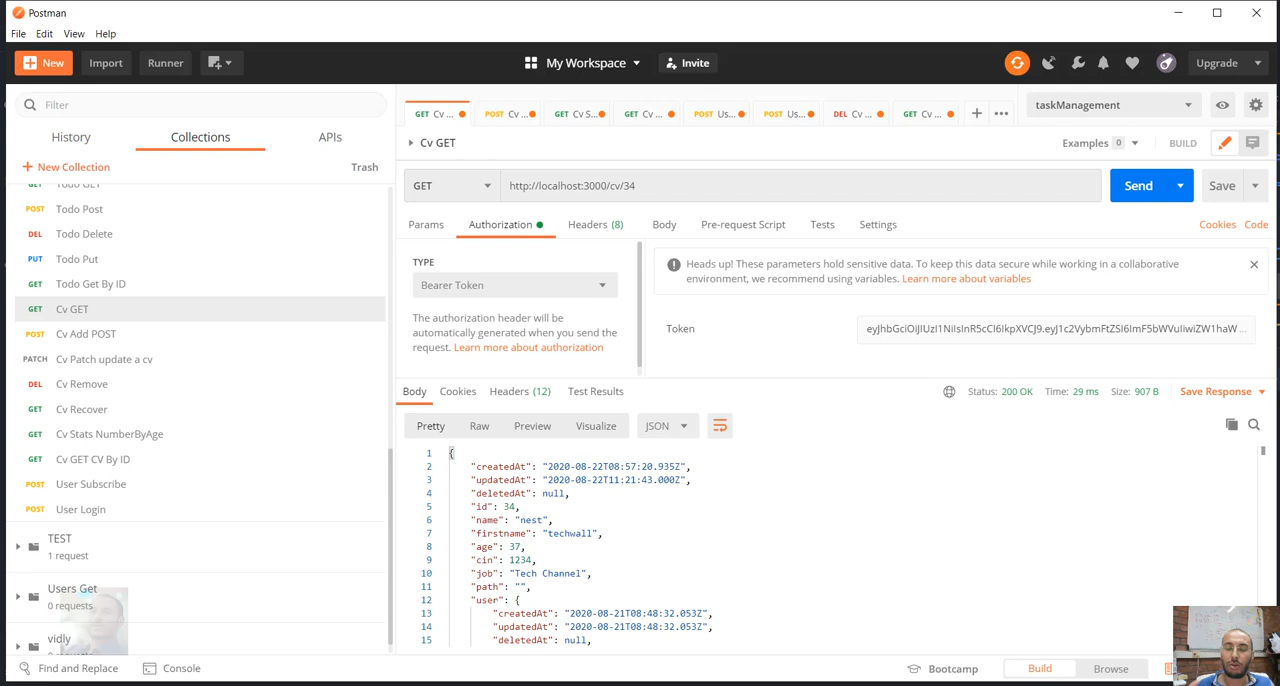 Postman
File Edit View Help
New Import Runner My Workspace Invite Upgrade
Filter
History Collections APIs
New Collection Trash
GET Todo GET
POST Todo Post
DEL Todo Delete
PUT Todo Put
GET Todo Get By ID
GET Cv GET
POST Cv Add POST
PATCH Cv Patch update a cv
DEL Cv Remove
GET Cv Recover
GET Cv Stats NumberByAge
GET Cv GET CV By ID
POST User Subscribe
POST User Login
TEST
1 request
Users Get
0 requests
vidly
Find and Replace Console
GET Cv ... POST Cv ... GET Cv S... GET Cv ... POST Us... POST Us... DEL Cv ... GET Cv ... taskManagement
Cv GET Examples 0 BUILD
GET http://localhost:3000/cv/34 Send Save
Params Authorization Headers (8) Body Pre-request Script Tests Settings Cookies Code
TYPE
Bearer Token
The authorization header will be
automatically generated when you send the
request. Learn more about authorization
Heads up! These parameters hold sensitive data. To keep this data secure while working in a collaborative
environment, we recommend using variables. Learn more about variables
Token
Body Cookies Headers (12) Test Results Status: 200 OK Time: 29 ms Size: 907 B Save Response
Pretty Raw Preview Visualize JSON
1 {
2 "createdAt": "2020-08-22T08:57:20.935Z",
3 "updatedAt": "2020-08-22T11:21:43.000Z",
4 "deletedAt": null,
5 "id": 34,
6 "name": "nest",
7 "firstname": "techwall",
8 "age": 37,
9 "cin": 1234,
10 "job": "Tech Channel",
11 "path": "",
12 "user": {
13 "createdAt": "2020-08-21T08:48:32.053Z",
14 "updatedAt": "2020-08-21T08:48:32.053Z",
15 "deletedAt": null,
Bootcamp Build Browse